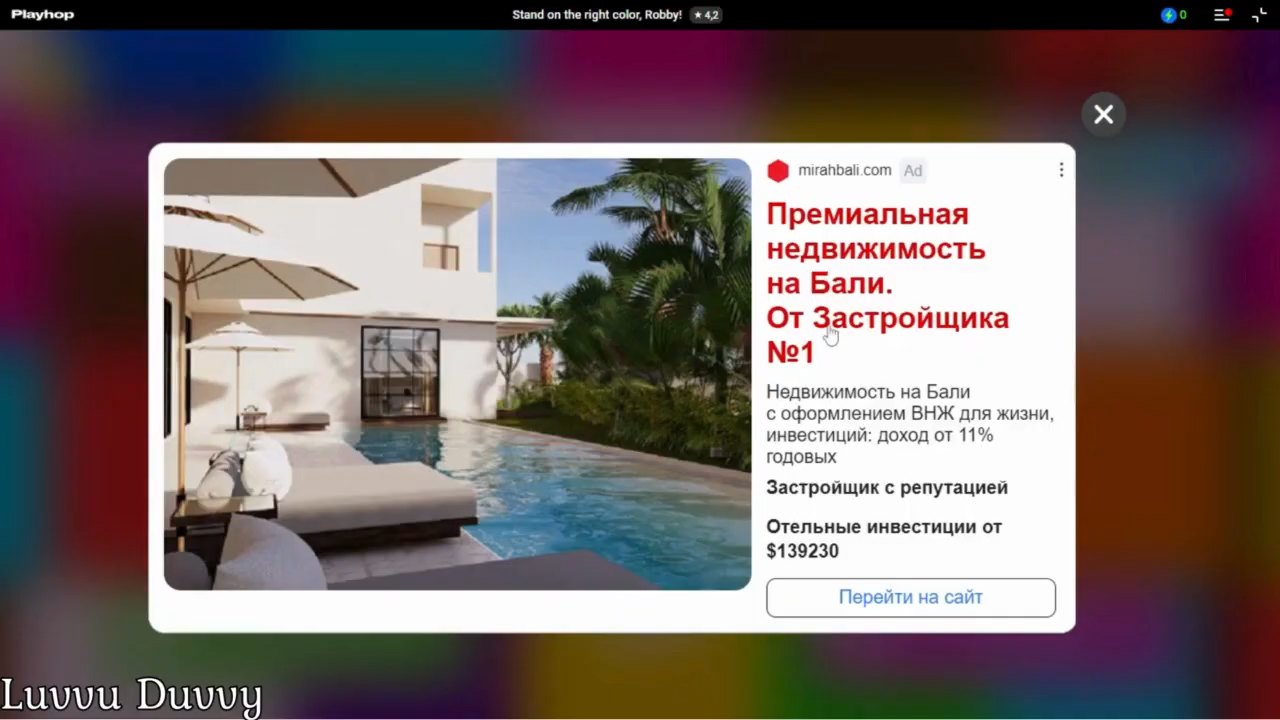 Playhop
Stand on the right color, Robby! ★ 4,2
0
mirahbali.com Ad
Премиальная
недвижимость
на Бали.
От Застройщика
№1
Недвижимость на Бали
с оформлением ВНЖ для жизни,
инвестиций: доход от 11%
годовых
Застройщик с репутацией
Отельные инвестиции от
$139230
Перейти на сайт
Luvvu Duvvy